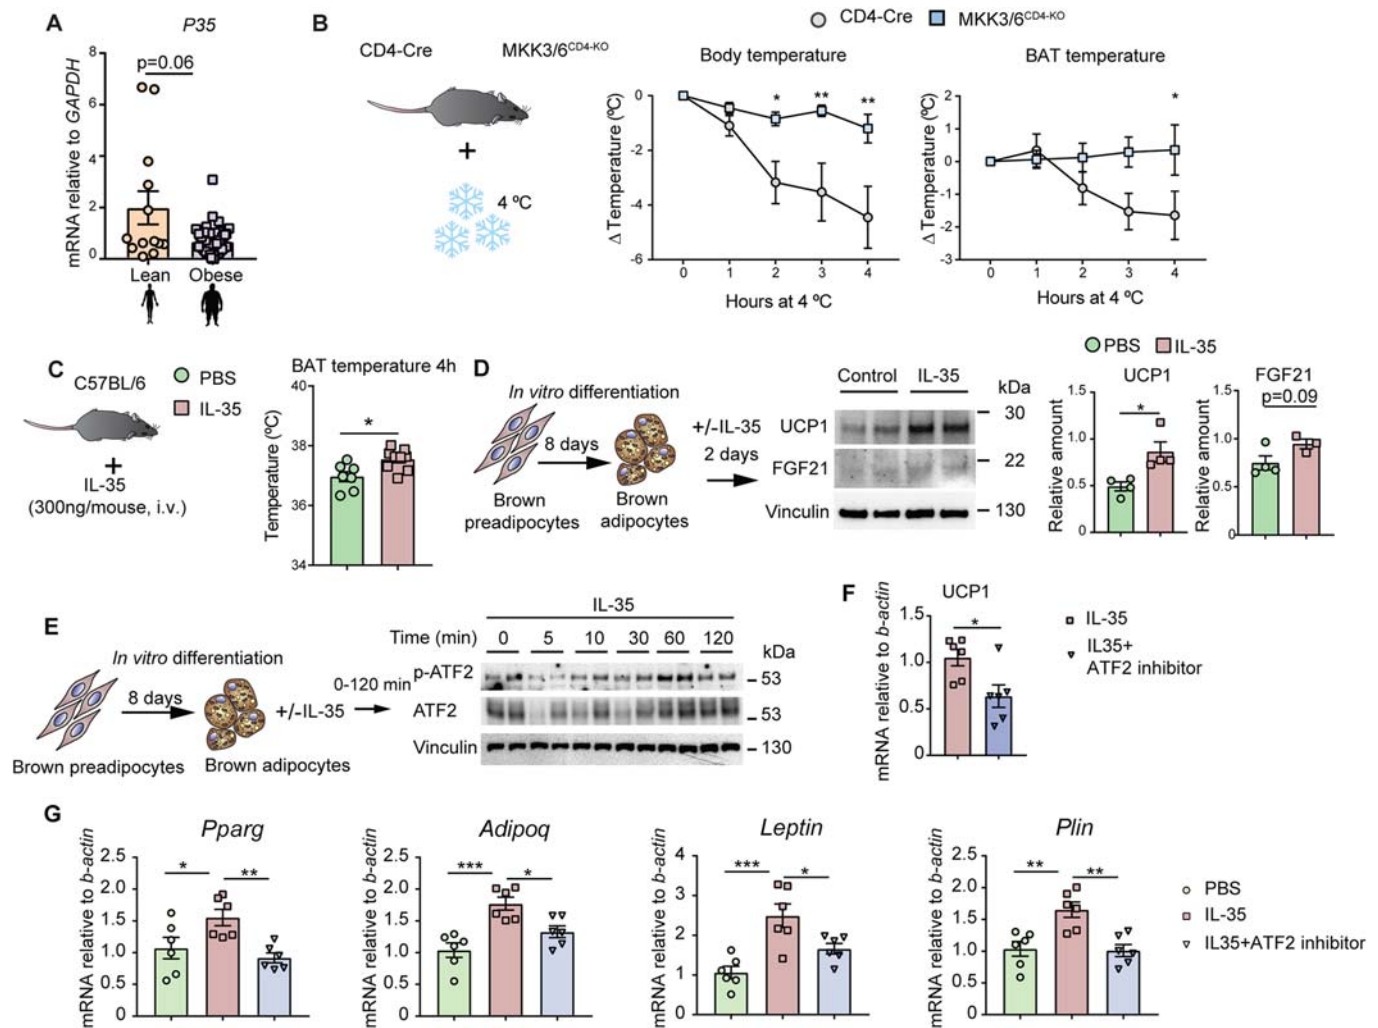 A
P35
mRNA relative to GAPDH
8
6
4
2
0
p=0.06
Lean
Obese
B
CD4-Cre
MKK3/6CD4-KO
4 ºC
CD4-Cre
MKK3/6CD4-KO
Body temperature
Δ Temperature (ºC)
0
-2
-4
-6
*
**
**
0 1 2 3 4
Hours at 4 ºC
BAT temperature
Δ Temperature (ºC)
2
1
0
-1
-2
-3
*
0 1 2 3 4
Hours at 4 ºC
C
C57BL/6
PBS
IL-35
IL-35
(300ng/mouse, i.v.)
BAT temperature 4h
Temperature (ºC)
40
38
36
34
*
D
In vitro differentiation
8 days
+/-IL-35
2 days
Brown
preadipocytes
Brown
adipocytes
Control
IL-35
kDa
UCP1
30
FGF21
22
Vinculin
130
PBS
IL-35
UCP1
Relative amount
1.5
1.0
0.5
0
*
FGF21
Relative amount
1.5
1.0
0.5
0
p=0.09
E
In vitro differentiation
8 days
+/-IL-35
0-120 min
Brown preadipocytes
Brown adipocytes
IL-35
Time (min)
0 5 10 30 60 120
kDa
p-ATF2
53
ATF2
53
Vinculin
130
F
UCP1
mRNA relative to b-actin
1.5
1.0
0.5
0
*
IL-35
IL35+
ATF2 inhibitor
G
Pparg
mRNA relative to b-actin
2.5
2.0
1.5
1.0
0.5
0
*
**
Adipoq
mRNA relative to b-actin
2.5
2.0
1.5
1.0
0.5
0
***
*
Leptin
mRNA relative to b-actin
4
3
2
1
0
***
*
Plin
mRNA relative to b-actin
2.5
2.0
1.5
1.0
0.5
0
**
**
PBS
IL-35
IL35+ATF2 inhibitor